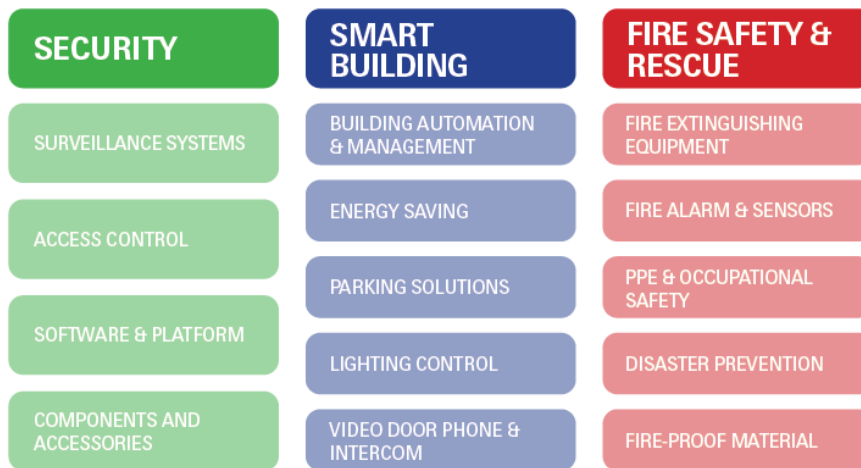 SECURITY
SURVEILLANCE SYSTEMS
ACCESS CONTROL
SOFTWARE & PLATFORM
COMPONENTS AND
ACCESSORIES
SMART
BUILDING
BUILDING AUTOMATION
& MANAGEMENT
ENERGY SAVING
PARKING SOLUTIONS
LIGHTING CONTROL
VIDEO DOOR PHONE &
INTERCOM
FIRE SAFETY &
RESCUE
FIRE EXTINGUISHING
EQUIPMENT
FIRE ALARM & SENSORS
PPE & OCCUPATIONAL
SAFETY
DISASTER PREVENTION
FIRE-PROOF MATERIAL